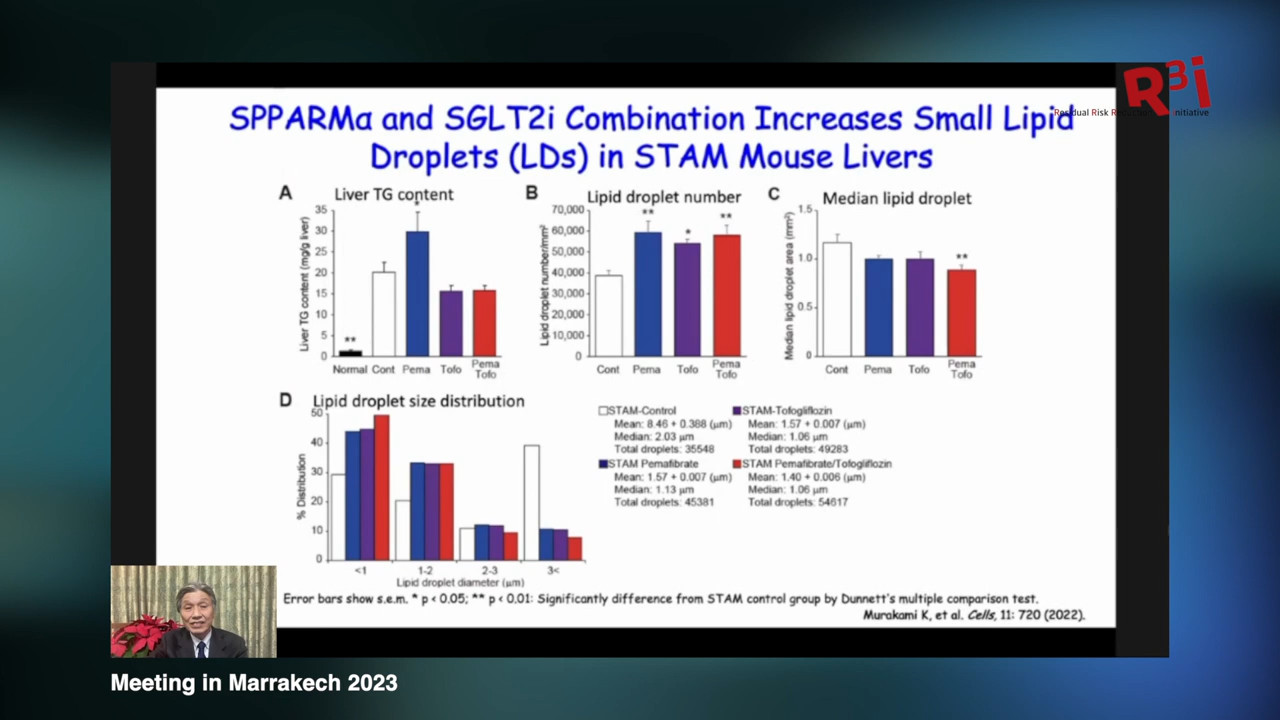 R3i
Residual Risk Re
nitiative
SPPARMα and SGLT2i Combination Increases Small Lipid
Droplets (LDs) in STAM Mouse Livers
A
Liver TG content
Liver TG content (mg/g liver)
35
30
25
20
15
10
5
0
**
*
Normal Cont Pema Tofo Pema
Tofo
B
Lipid droplet number
Lipid droplet number/mm²
70,000
60,000
50,000
40,000
30,000
20,000
10,000
0
**
*
**
Cont Pema Tofo Pema
Tofo
C
Median lipid droplet
Median lipid droplet area (mm²)
1.5
1.0
0.5
0
**
Cont Pema Tofo Pema
Tofo
D
Lipid droplet size distribution
% Distribution
50
40
30
20
10
0
<1 1-2 2-3 3<
Lipid droplet diameter (μm)
STAM-Control
Mean: 8.46 + 0.388 (μm)
Median: 2.03 μm
Total droplets: 35548
STAM Pemafibrate
Mean: 1.57 + 0.007 (μm)
Median: 1.13 μm
Total droplets: 45381
STAM-Tofogliflozin
Mean: 1.57 + 0.007 (μm)
Median: 1.06 μm
Total droplets: 49283
STAM Pemafibrate/Tofogliflozin
Mean: 1.40 + 0.006 (μm)
Median: 1.06 μm
Total droplets: 54617
Error bars show s.e.m. * p < 0.05; ** p < 0.01: Significantly difference from STAM control group by Dunnett's multiple comparison test.
Murakami K, et al. Cells, 11: 720 (2022).
Meeting in Marrakech 2023